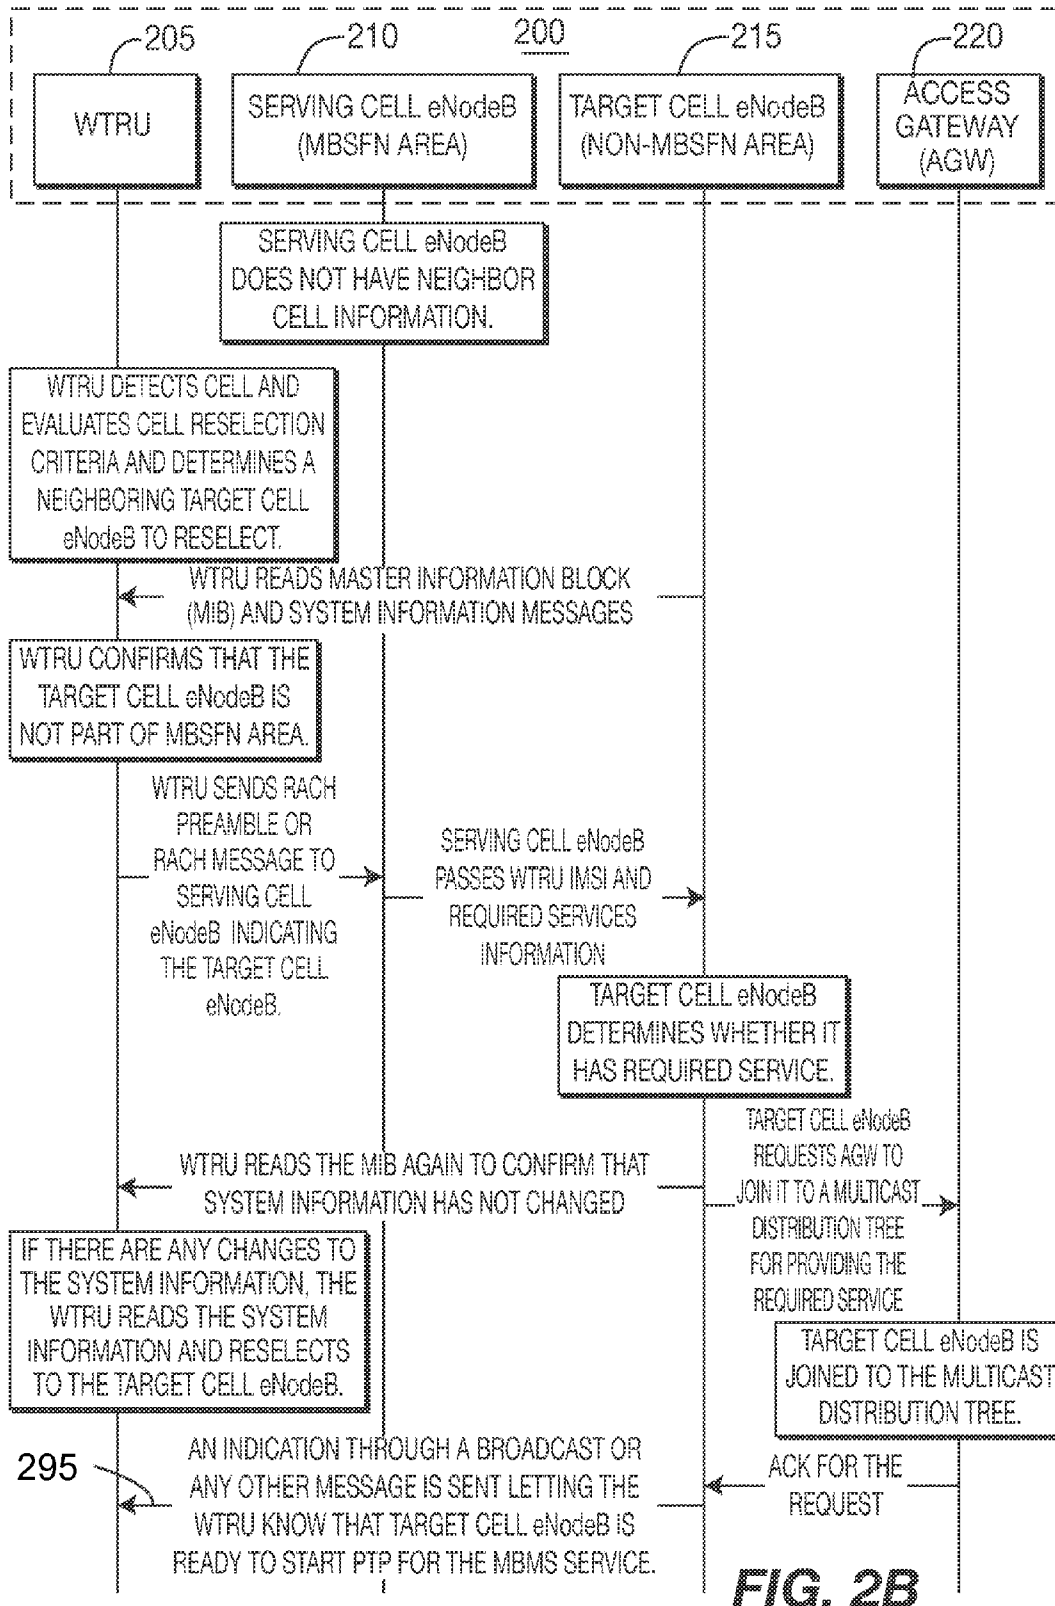 205
210
200
215
220
WTRU
SERVING CELL eNodeB
(MBSFN AREA)
TARGET CELL eNodeB
(NON-MBSFN AREA)
ACCESS
GATEWAY
(AGW)
SERVING CELL eNodeB
DOES NOT HAVE NEIGHBOR
CELL INFORMATION.
WTRU DETECTS CELL AND
EVALUATES CELL RESELECTION
CRITERIA AND DETERMINES A
NEIGHBORING TARGET CELL
eNodeB TO RESELECT.
WTRU READS MASTER INFORMATION BLOCK
(MIB) AND SYSTEM INFORMATION MESSAGES
WTRU CONFIRMS THAT THE
TARGET CELL eNodeB IS
NOT PART OF MBSFN AREA.
WTRU SENDS RACH
PREAMBLE OR
RACH MESSAGE TO
SERVING CELL
eNodeB INDICATING
THE TARGET CELL
eNodeB.
SERVING CELL eNodeB
PASSES WTRU IMSI AND
REQUIRED SERVICES
INFORMATION
TARGET CELL eNodeB
DETERMINES WHETHER IT
HAS REQUIRED SERVICE.
TARGET CELL eNodeB
REQUESTS AGW TO
JOIN IT TO A MULTICAST
DISTRIBUTION TREE
FOR PROVIDING THE
REQUIRED SERVICE
WTRU READS THE MIB AGAIN TO CONFIRM THAT
SYSTEM INFORMATION HAS NOT CHANGED
IF THERE ARE ANY CHANGES TO
THE SYSTEM INFORMATION, THE
WTRU READS THE SYSTEM
INFORMATION AND RESELECTS
TO THE TARGET CELL eNodeB.
TARGET CELL eNodeB IS
JOINED TO THE MULTICAST
DISTRIBUTION TREE.
ACK FOR THE
REQUEST
295
AN INDICATION THROUGH A BROADCAST OR
ANY OTHER MESSAGE IS SENT LETTING THE
WTRU KNOW THAT TARGET CELL eNodeB IS
READY TO START PTP FOR THE MBMS SERVICE.
FIG. 2B